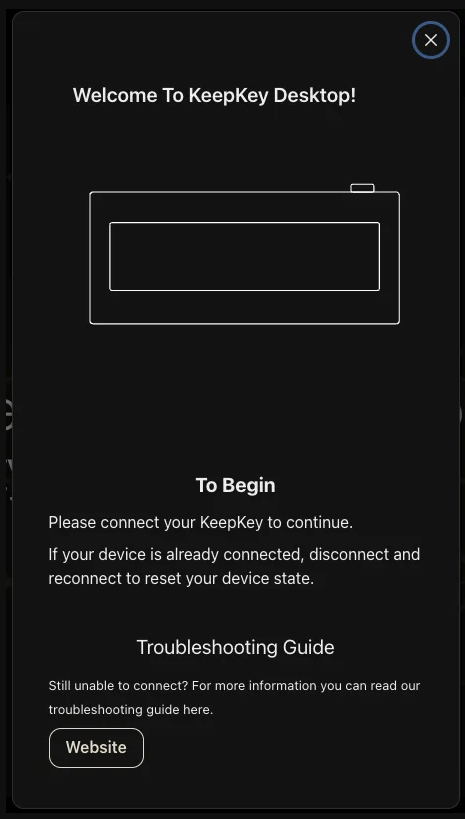 Welcome To KeepKey Desktop!
To Begin
Please connect your KeepKey to continue.
If your device is already connected, disconnect and
reconnect to reset your device state.
Troubleshooting Guide
Still unable to connect? For more information you can read our
troubleshooting guide here.
Website